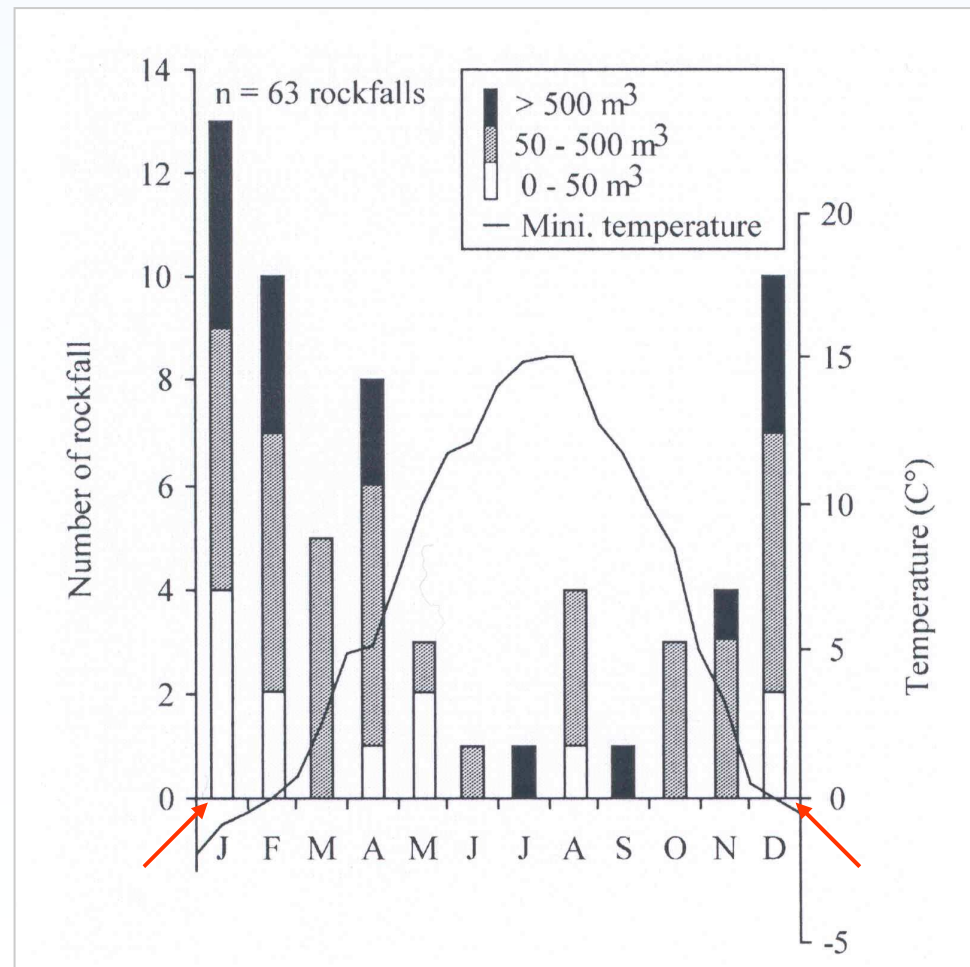 14
n = 63 rockfalls
> 500 m³
50 - 500 m³
0 - 50 m³
Mini. temperature
12
10
8
6
4
2
0
Number of rockfall
20
15
10
5
0
-5
Temperature (C°)
J F M A M J J A S O N D